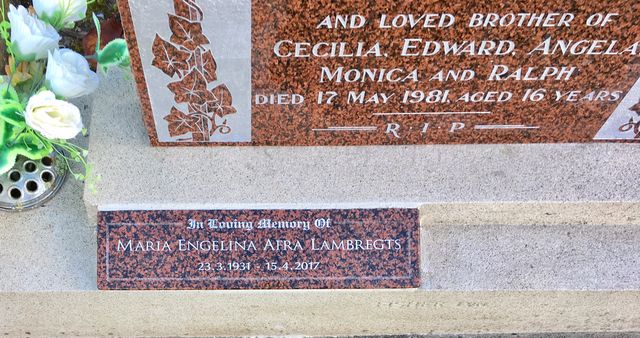 AND LOVED BROTHER OF
CECILIA, EDWARD, ANGELA
MONICA AND RALPH
DIED 17 MAY 1981, AGED 16 YEARS
R.I.P
In Loving Memory Of
MARIA ENGELINA AFRA LAMBREGTS
23.3.1931 - 15.4.2017